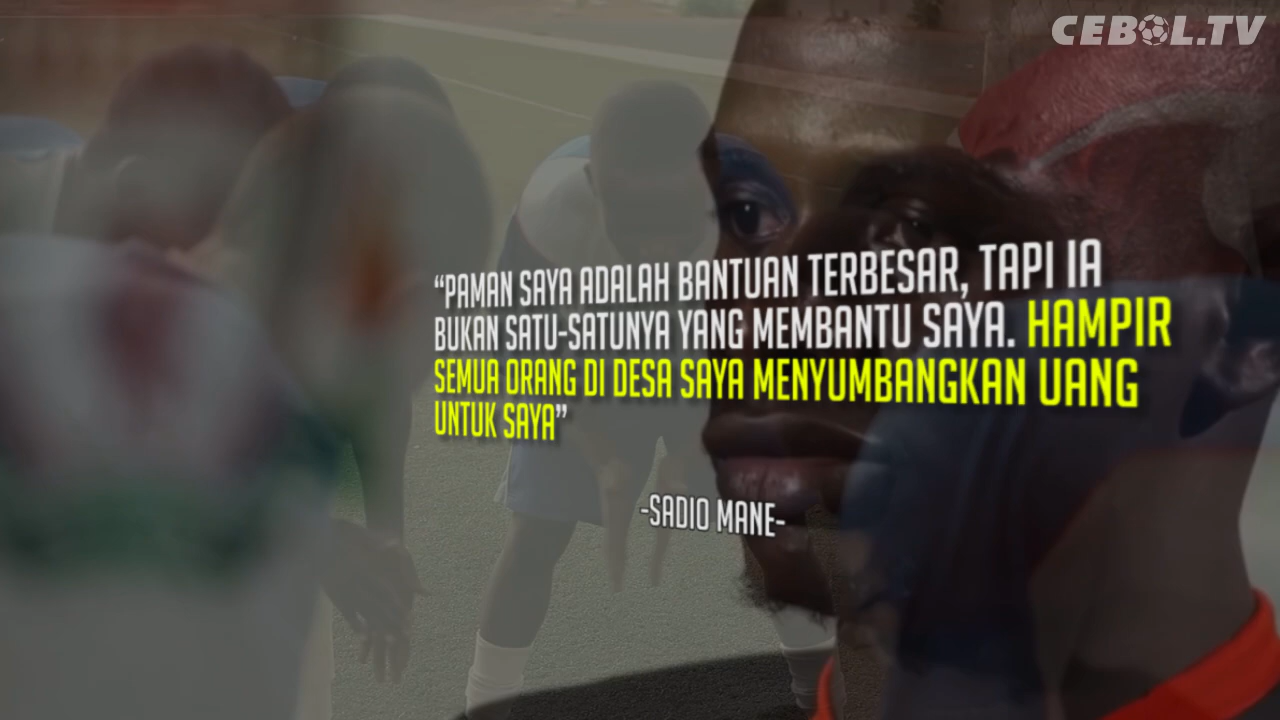 CEBOL.TV
“PAMAN SAYA ADALAH BANTUAN TERBESAR, TAPI IA
BUKAN SATU-SATUNYA YANG MEMBANTU SAYA. HAMPIR
SEMUA ORANG DI DESA SAYA MENYUMBANGKAN UANG
UNTUK SAYA”
-SADIO MANE-